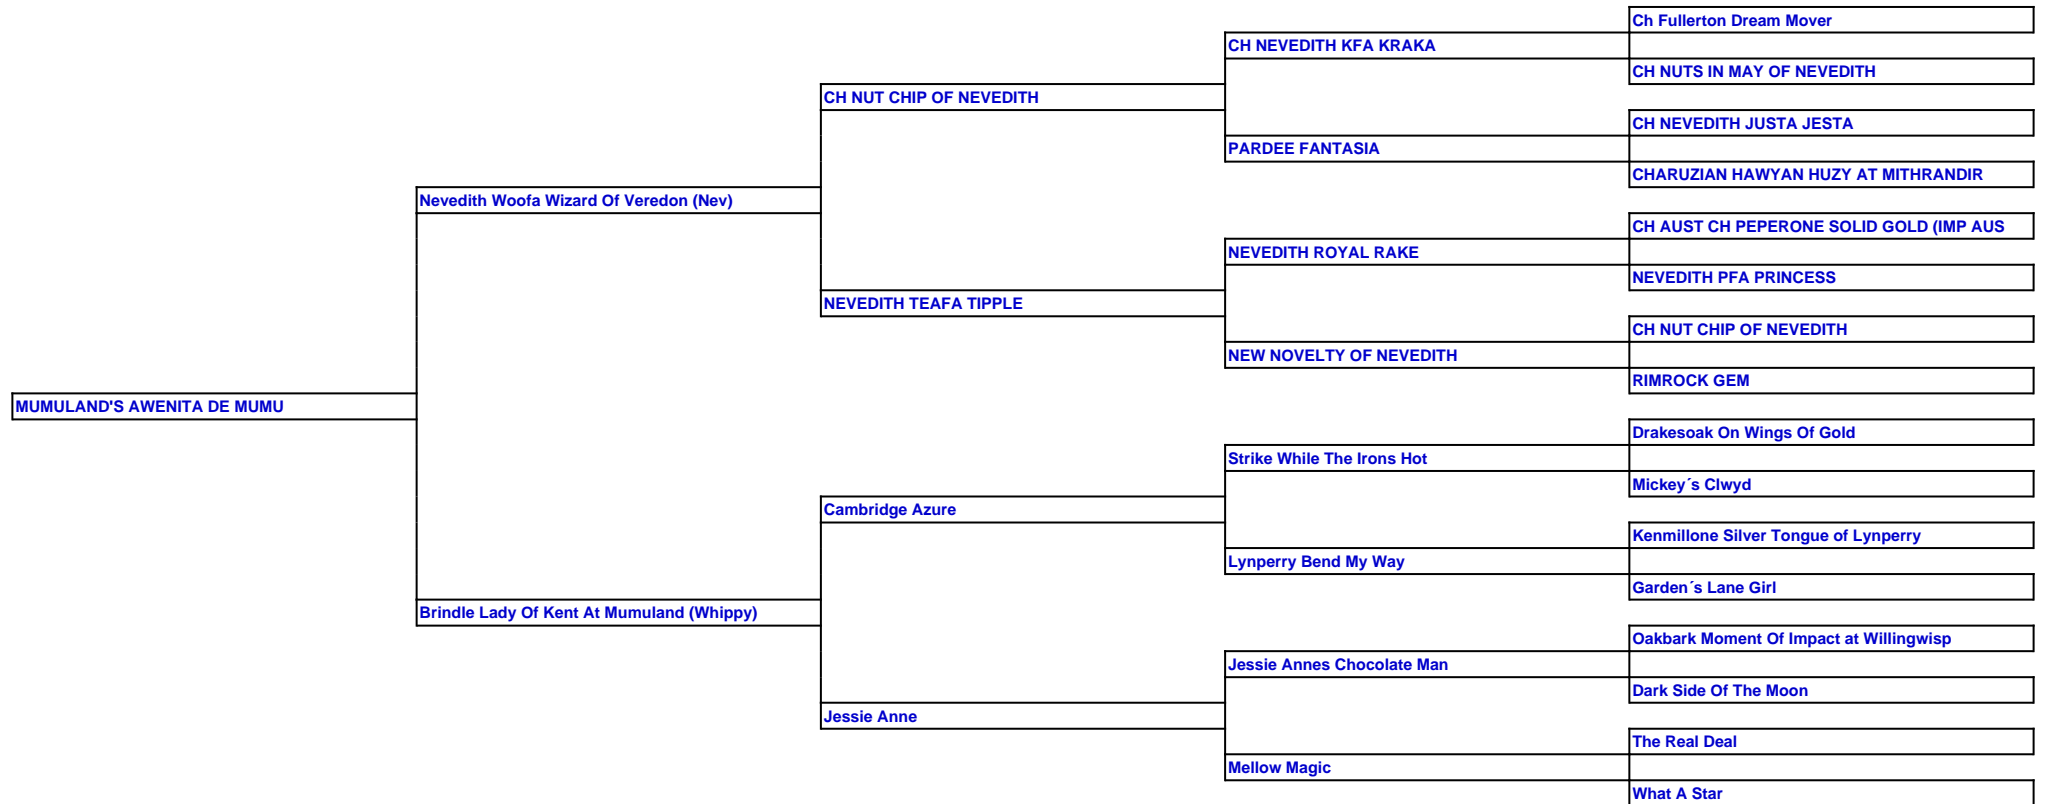 Ch Fullerton Dream Mover
CH NEVEDITH KFA KRAKA
CH NUTS IN MAY OF NEVEDITH
CH NUT CHIP OF NEVEDITH
CH NEVEDITH JUSTA JESTA
PARDEE FANTASIA
CHARUZIAN HAWYAN HUZY AT MITHRANDIR
Nevedith Woofa Wizard Of Veredon (Nev)
CH AUST CH PEPERONE SOLID GOLD (IMP AUS
NEVEDITH ROYAL RAKE
NEVEDITH PFA PRINCESS
NEVEDITH TEAFA TIPPLE
CH NUT CHIP OF NEVEDITH
NEW NOVELTY OF NEVEDITH
RIMROCK GEM
MUMULAND'S AWENITA DE MUMU
Drakesoak On Wings Of Gold
Strike While The Irons Hot
Mickey´s Clwyd
Cambridge Azure
Kenmillone Silver Tongue of Lynperry
Lynperry Bend My Way
Garden´s Lane Girl
Brindle Lady Of Kent At Mumuland (Whippy)
Oakbark Moment Of Impact at Willingwisp
Jessie Annes Chocolate Man
Dark Side Of The Moon
Jessie Anne
The Real Deal
Mellow Magic
What A Star